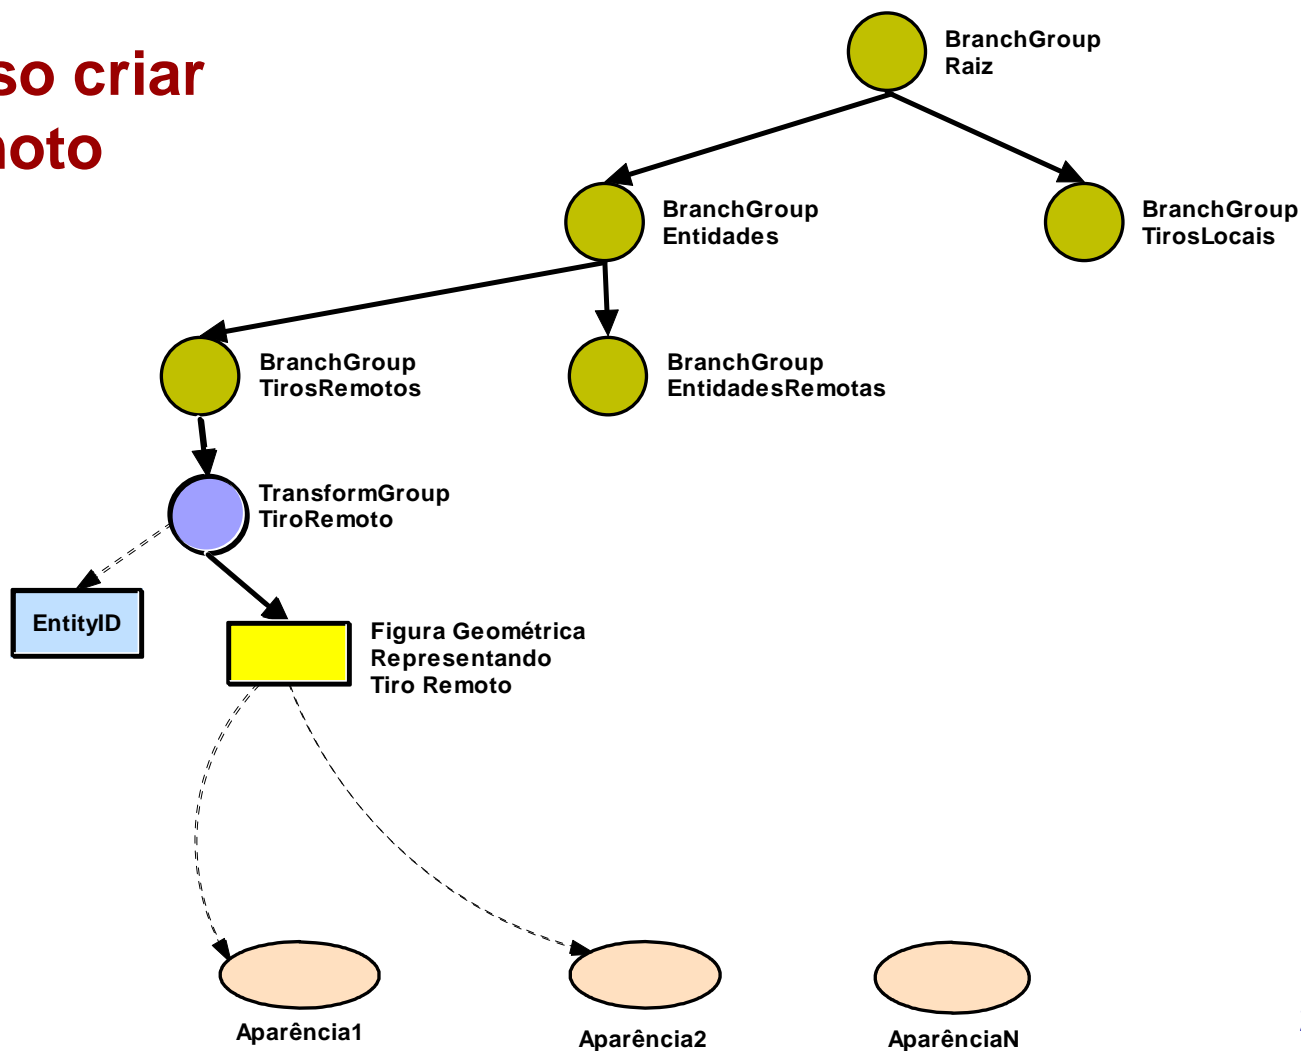 so criar
noto
BranchGroup
Raiz
BranchGroup
Entidades
BranchGroup
TirosLocais
BranchGroup
TirosRemotos
BranchGroup
EntidadesRemotas
TransformGroup
TiroRemoto
EntityID
Figura Geométrica
Representando
Tiro Remoto
Aparência1
Aparência2
AparênciaN